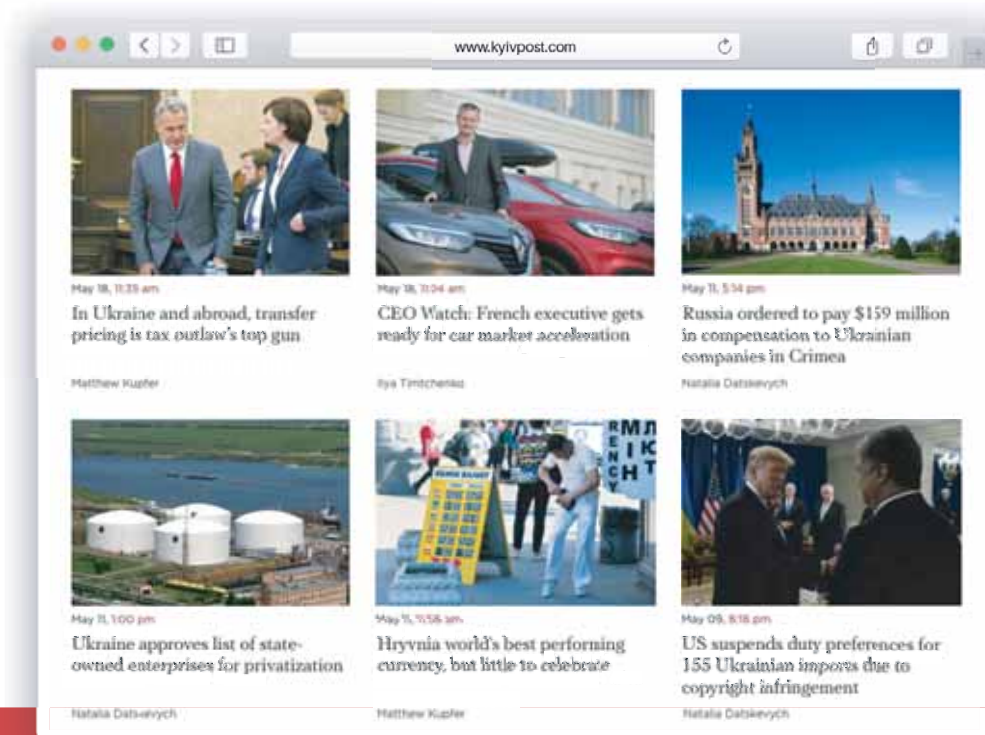 www.kyivpost.com
May 18, 11:35 am
In Ukraine and abroad, transfer
pricing is tax outlaw's top gun
Matthew Kupfer
May 18, 11:04 am
CEO Watch: French executive gets
ready for car market acceleration
Ilya Timtchenko
May 11, 5:14 pm
Russia ordered to pay $159 million
in compensation to Ukrainian
companies in Crimea
Natalia Datskevych
May 11, 1:00 pm
Ukraine approves list of state-
owned enterprises for privatization
Natalia Datskevych
RENCY
МІН
ЛЮТ
May 11, 11:58 am
Hryvnia world's best performing
currency, but little to celebrate
Matthew Kupfer
May 09, 8:18 pm
US suspends duty preferences for
155 Ukrainian imports due to
copyright infringement
Natalia Datskevych